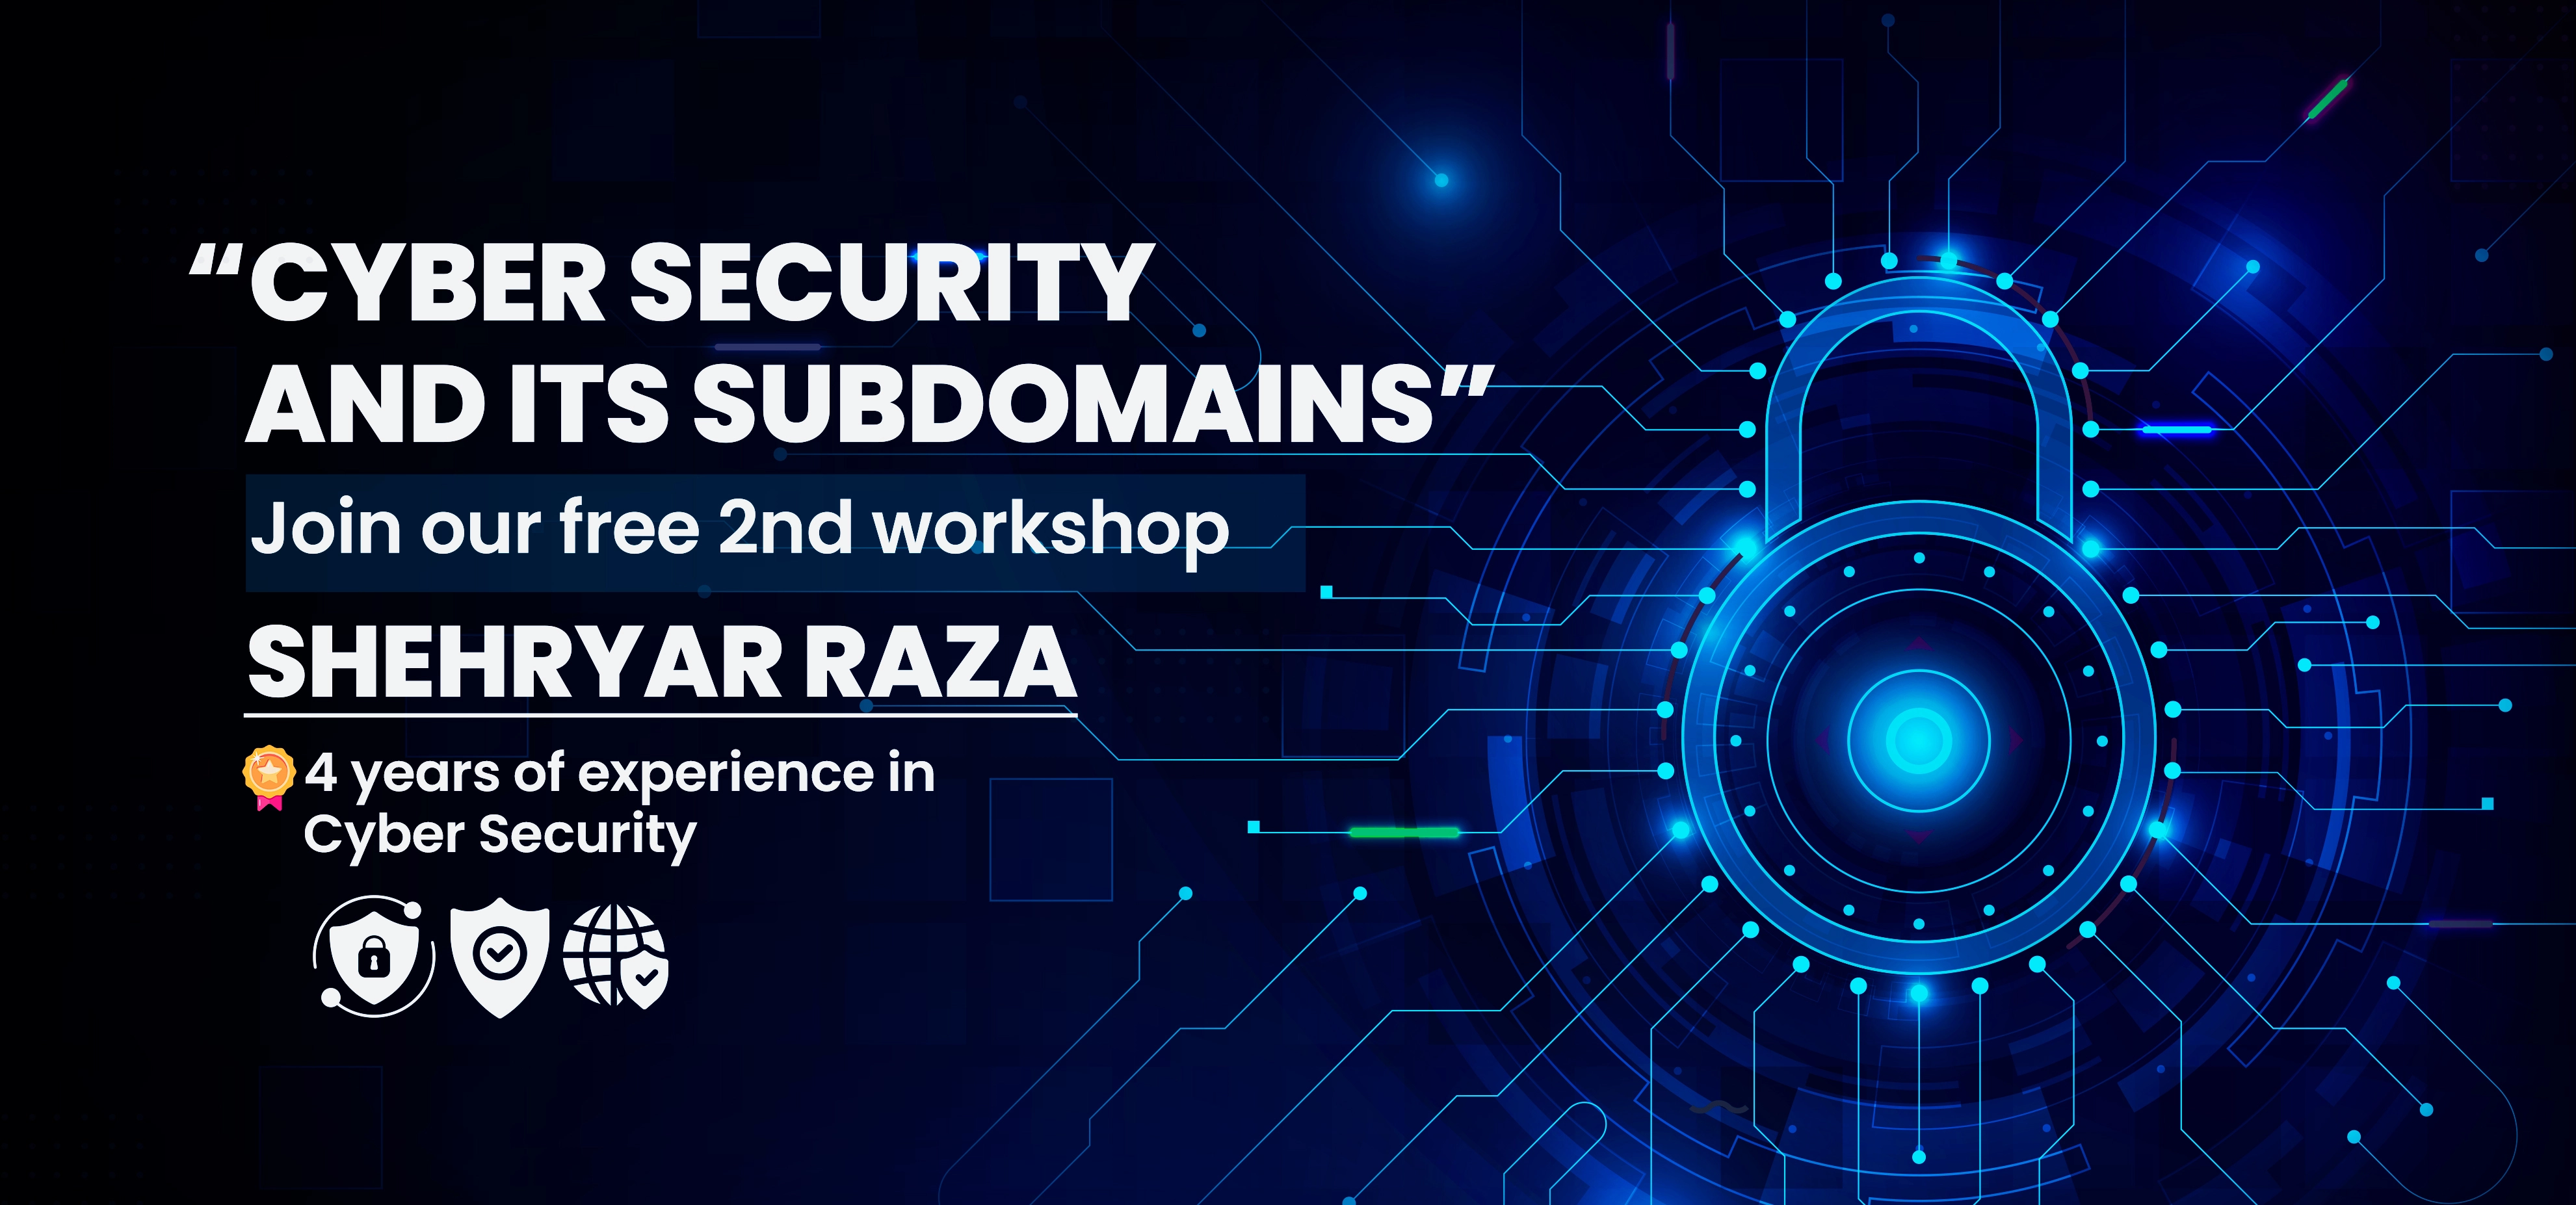 “CYBER SECURITY
AND ITS SUBDOMAINS”
Join our free 2nd workshop
SHEHRYAR RAZA
4 years of experience in
Cyber Security